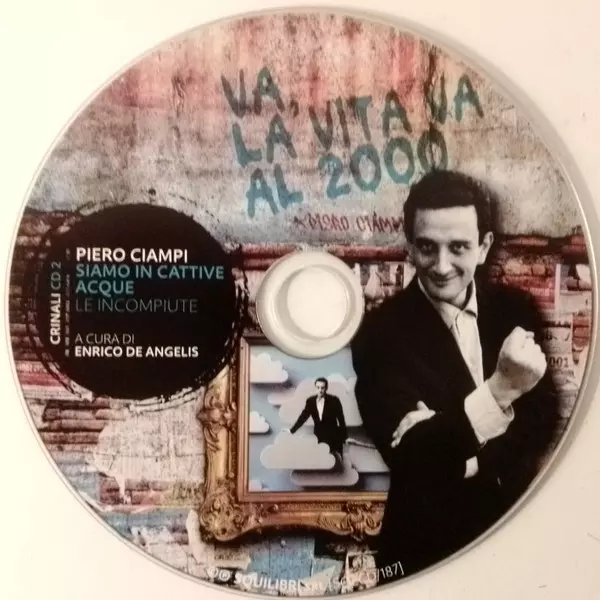 VA,
LA VITA VA
AL 2000
PIERO CIAMPI
PIERO CIAMPI
SIAMO IN CATTIVE
ACQUE
LE INCOMPIUTE
A CURA DI
ENRICO DE ANGELIS
CRINALI CD 2
SQUILIBRI SRL